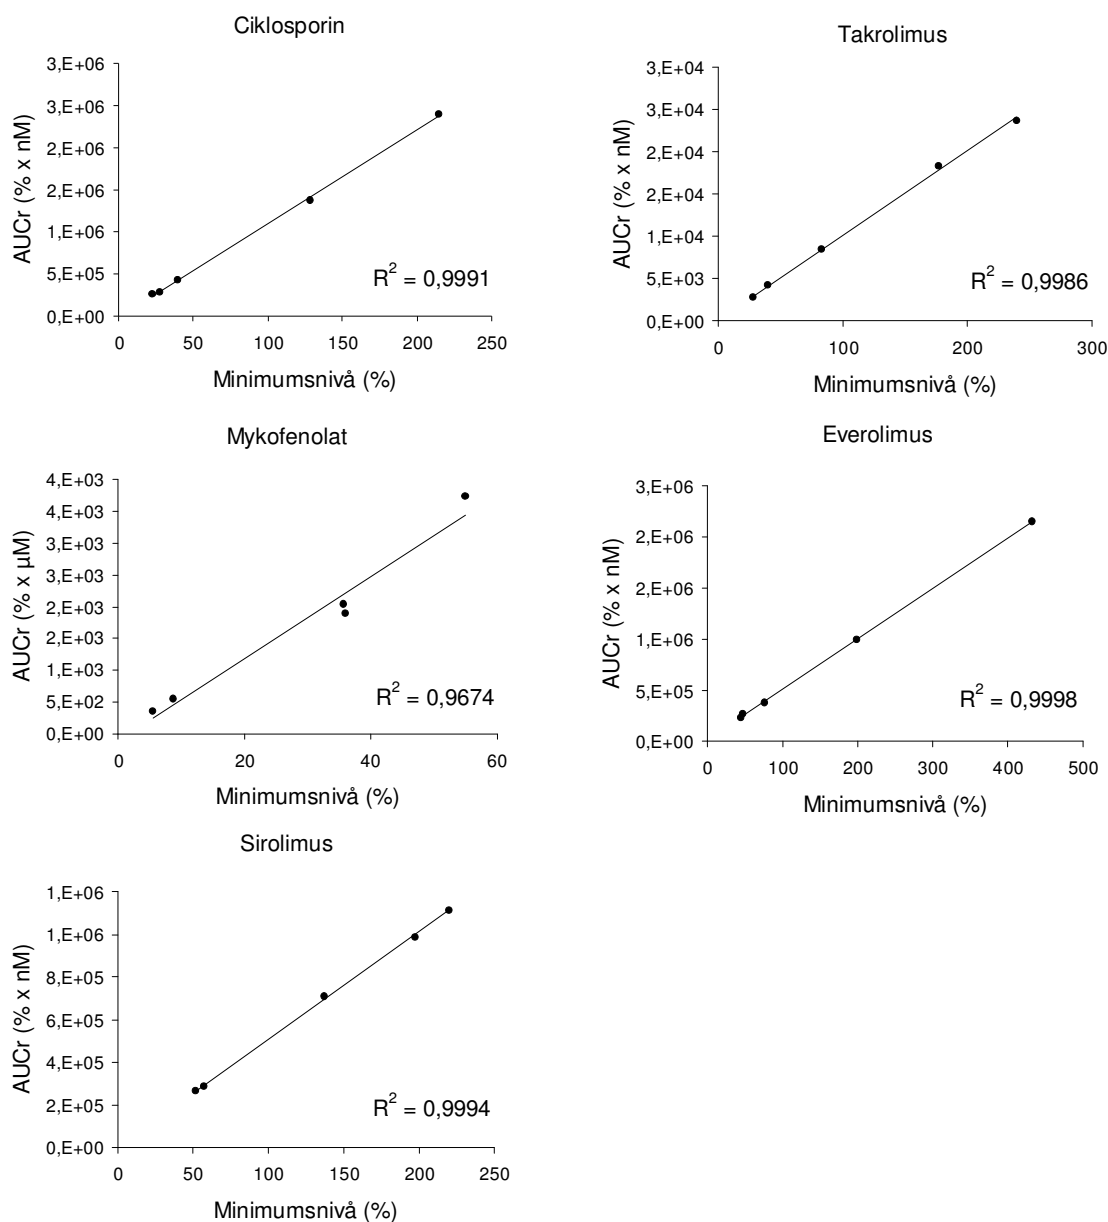 Ciklosporin
3,E+06
3,E+06
2,E+06
2,E+06
1,E+06
5,E+05
0,E+00
AUCr (% x nM)
R² = 0,9991
0 50 100 150 200 250
Minimumsnivå (%)
Takrolimus
3,E+04
3,E+04
2,E+04
2,E+04
1,E+04
5,E+03
0,E+00
AUCr (% x nM)
R² = 0,9986
0 100 200 300
Minimumsnivå (%)
Mykofenolat
4,E+03
4,E+03
3,E+03
3,E+03
2,E+03
2,E+03
1,E+03
5,E+02
0,E+00
AUCr (% x µM)
R² = 0,9674
0 20 40 60
Minimumsnivå (%)
Everolimus
3,E+06
2,E+06
2,E+06
1,E+06
5,E+05
0,E+00
AUCr (% x nM)
R² = 0,9998
0 100 200 300 400 500
Minimumsnivå (%)
Sirolimus
1,E+06
1,E+06
8,E+05
6,E+05
4,E+05
2,E+05
0,E+00
AUCr (% x nM)
R² = 0,9994
0 50 100 150 200 250
Minimumsnivå (%)